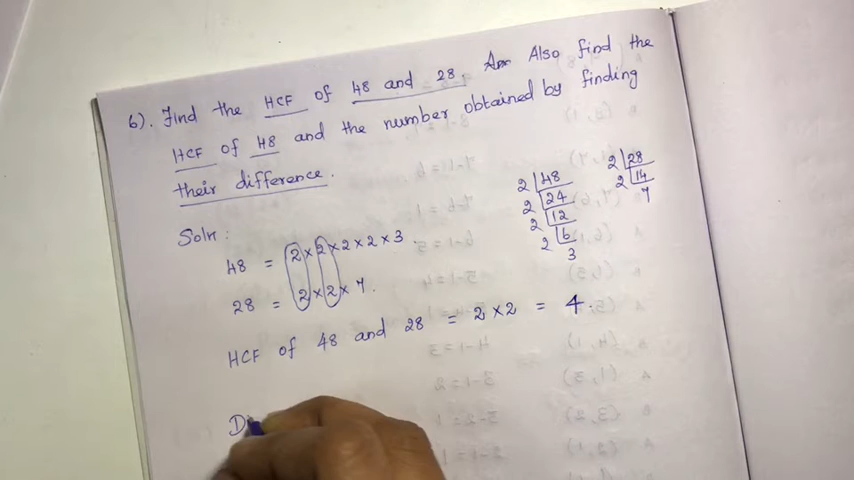 6). Find the HCF of 48 and 28. Also find the
HCF of 48 and the number obtained by finding
their difference.
Soln:
48 = 2 × 2 × 2 × 2 × 3.
28 = 2 × 2 × 7.
HCF of 48 and 28 = 2 × 2 = 4.
2 | 48
2 | 24
2 | 12
2 | 6
3
2 | 28
2 | 14
7